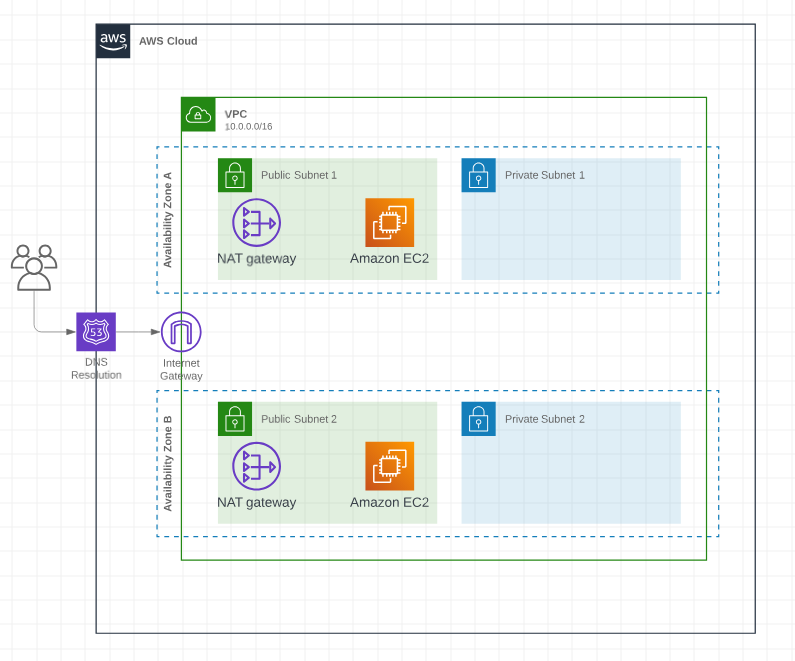 aws
AWS Cloud
VPC
10.0.0.0/16
Availability Zone A
Public Subnet 1
NAT gateway
Amazon EC2
Private Subnet 1
53
DNS
Resolution
Internet
Gateway
Availability Zone B
Public Subnet 2
NAT gateway
Amazon EC2
Private Subnet 2